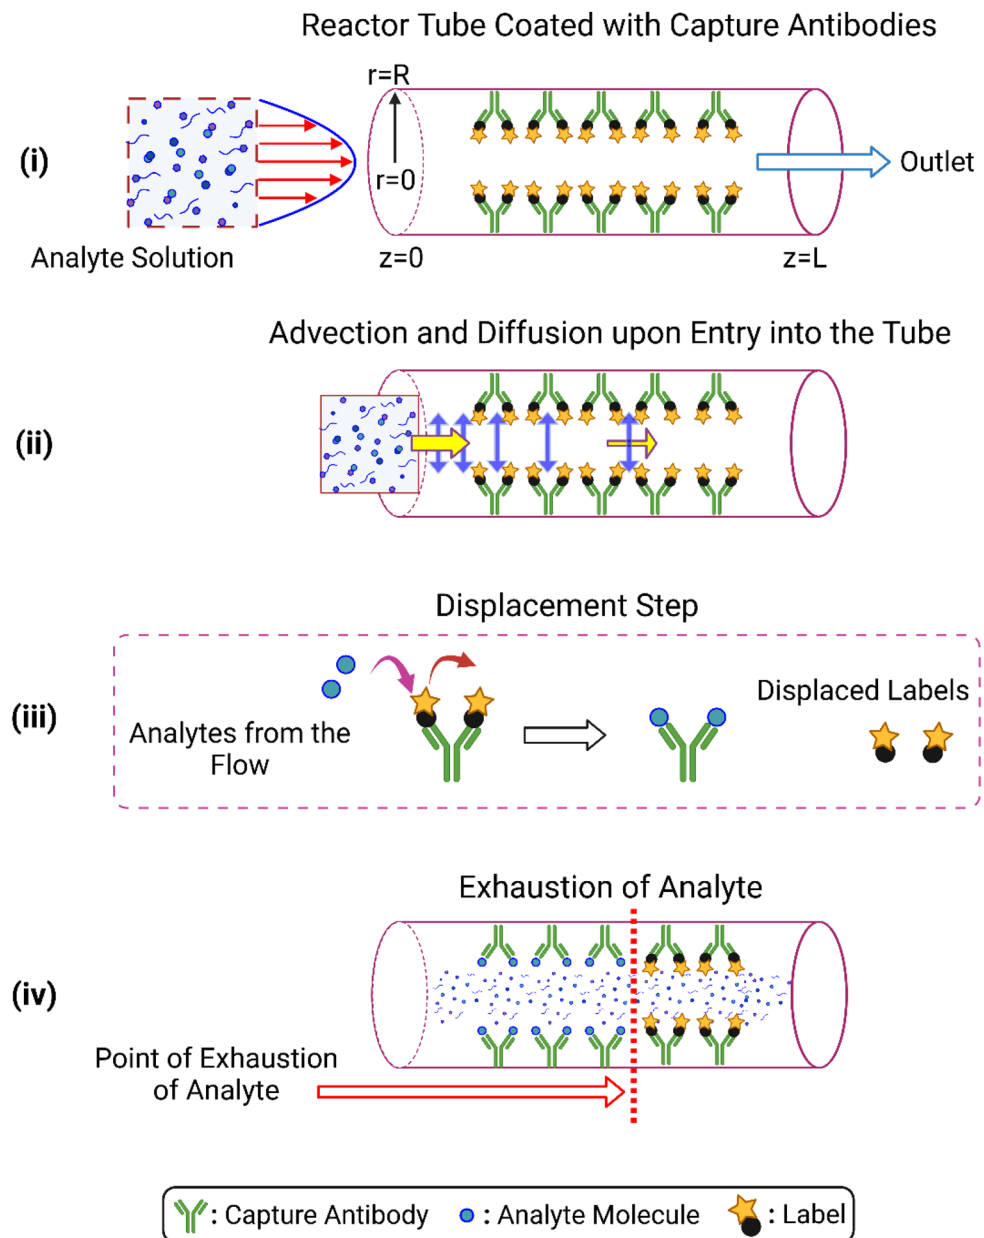 Reactor Tube Coated with Capture Antibodies
r=R
(i)
r=0
Outlet
Analyte Solution
z=0
z=L
Advection and Diffusion upon Entry into the Tube
(ii)
Displacement Step
(iii)
Analytes from the
Flow
Displaced Labels
Exhaustion of Analyte
(iv)
Point of Exhaustion
of Analyte
: Capture Antibody
: Analyte Molecule
: Label